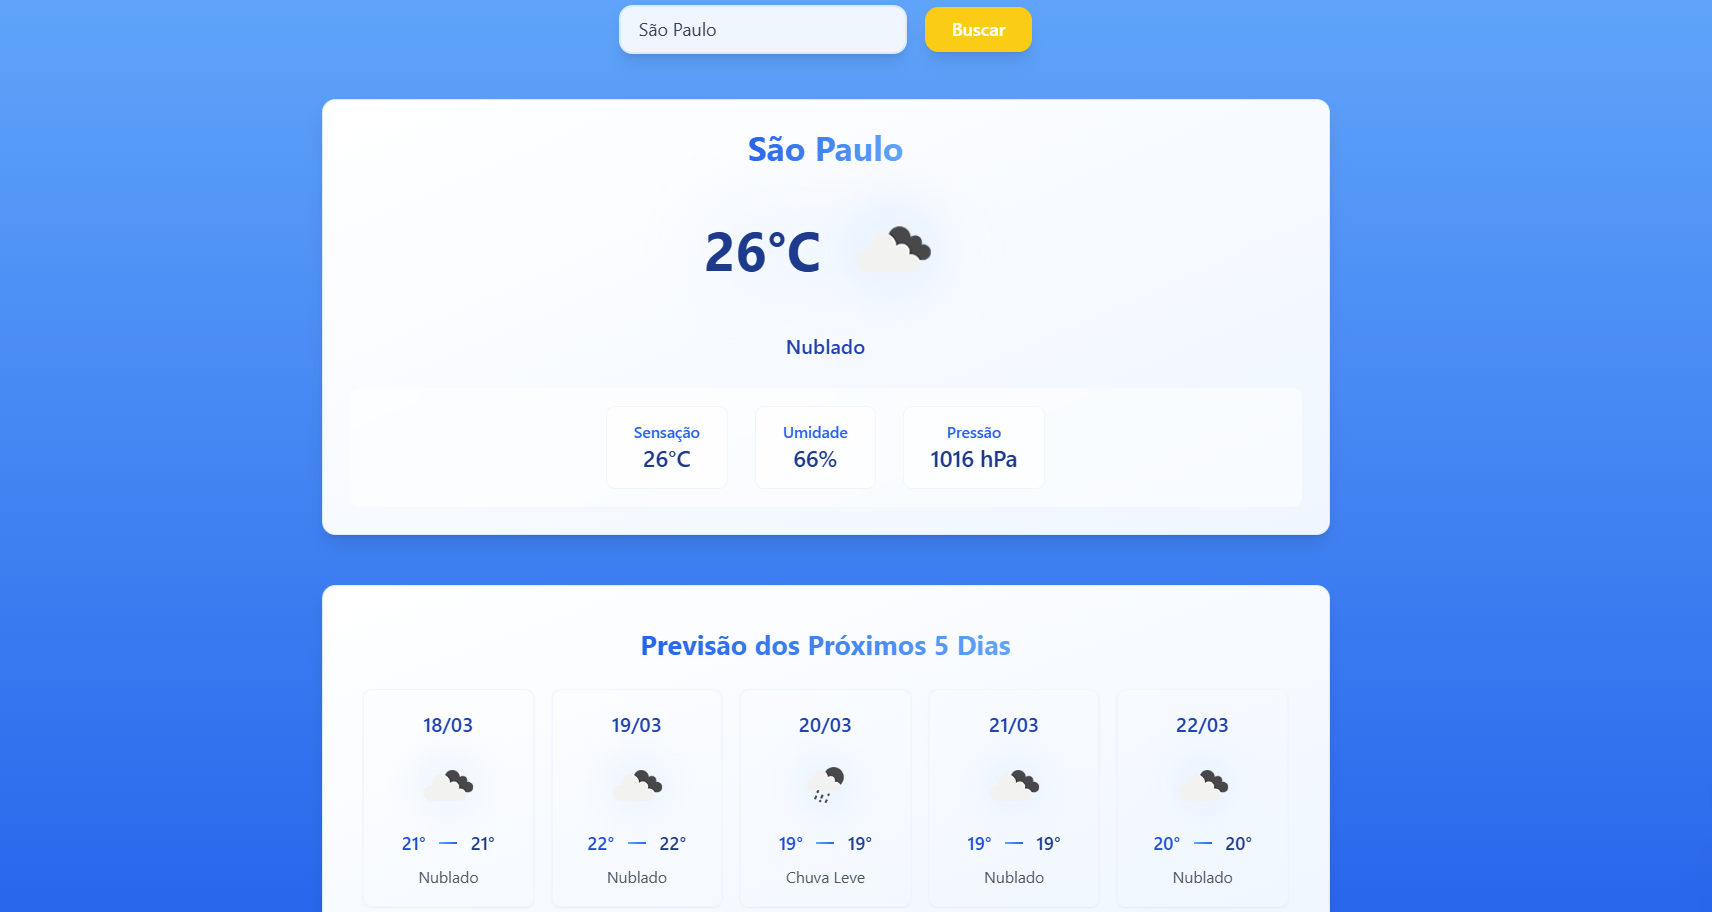 São Paulo
Buscar
São Paulo
26°C
Nublado
Sensação Umidade Pressão
26°C 66% 1016 hPa
Previsão dos Próximos 5 Dias
18/03 19/03 20/03 21/03 22/03
21° — 21° 22° — 22° 19° — 19° 19° — 19° 20° — 20°
Nublado Nublado Chuva Leve Nublado Nublado